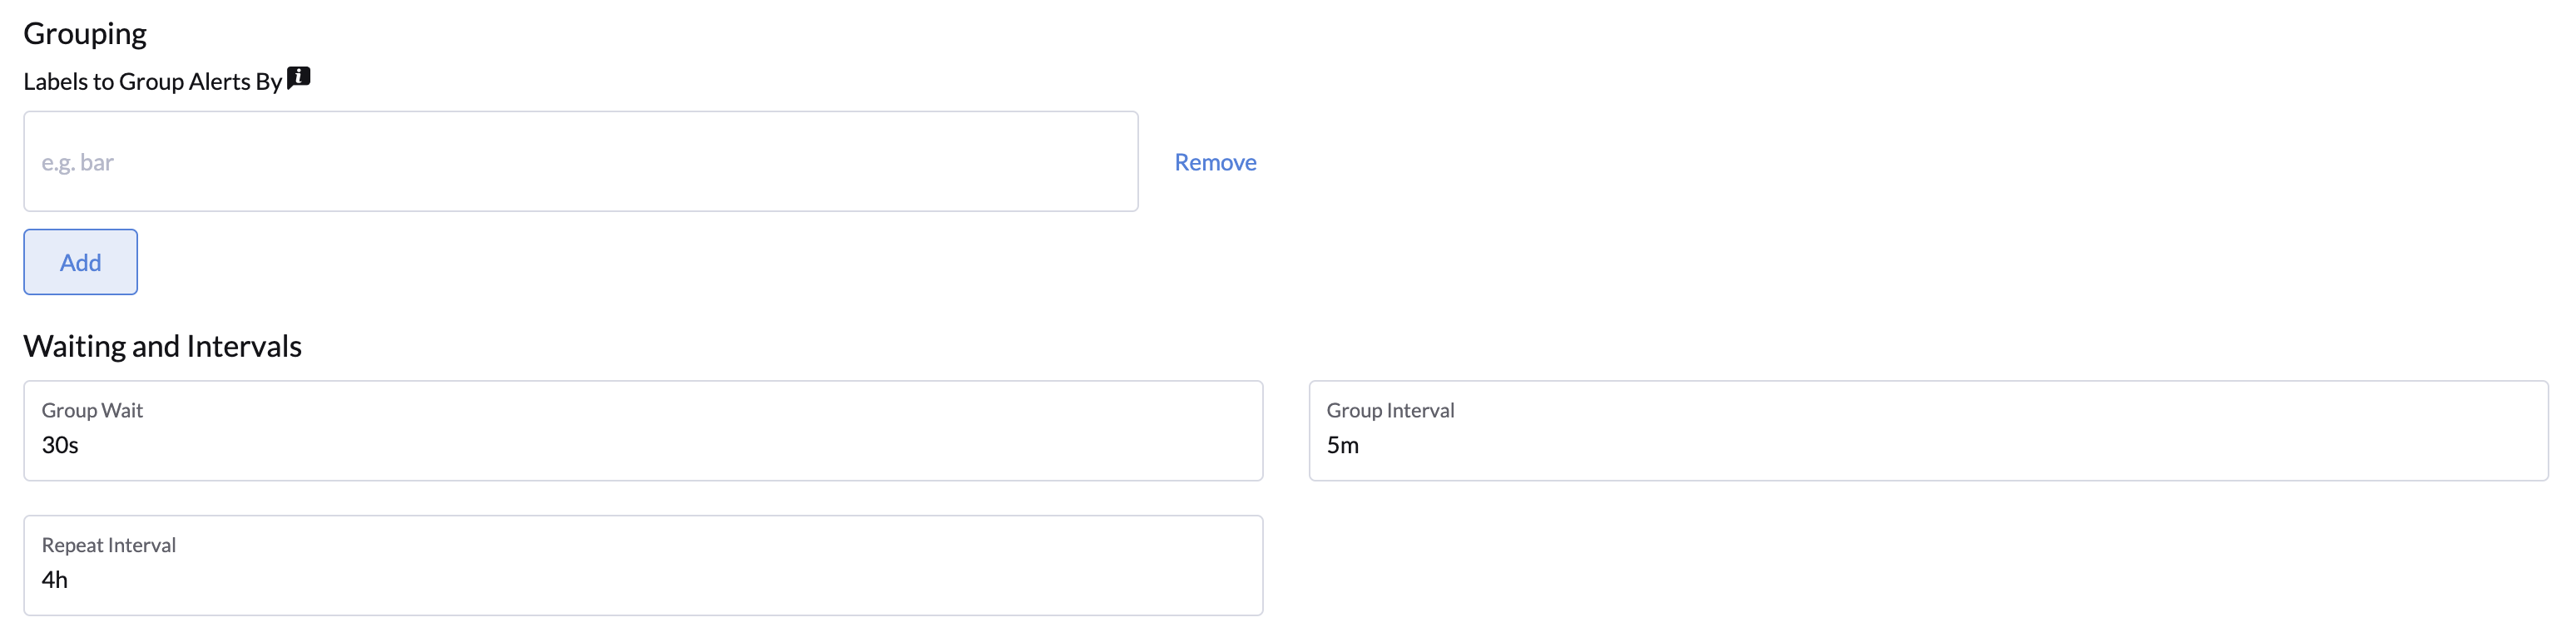 Grouping
Labels to Group Alerts By
e.g. bar
Remove
Add
Waiting and Intervals
Group Wait
30s
Group Interval
5m
Repeat Interval
4h